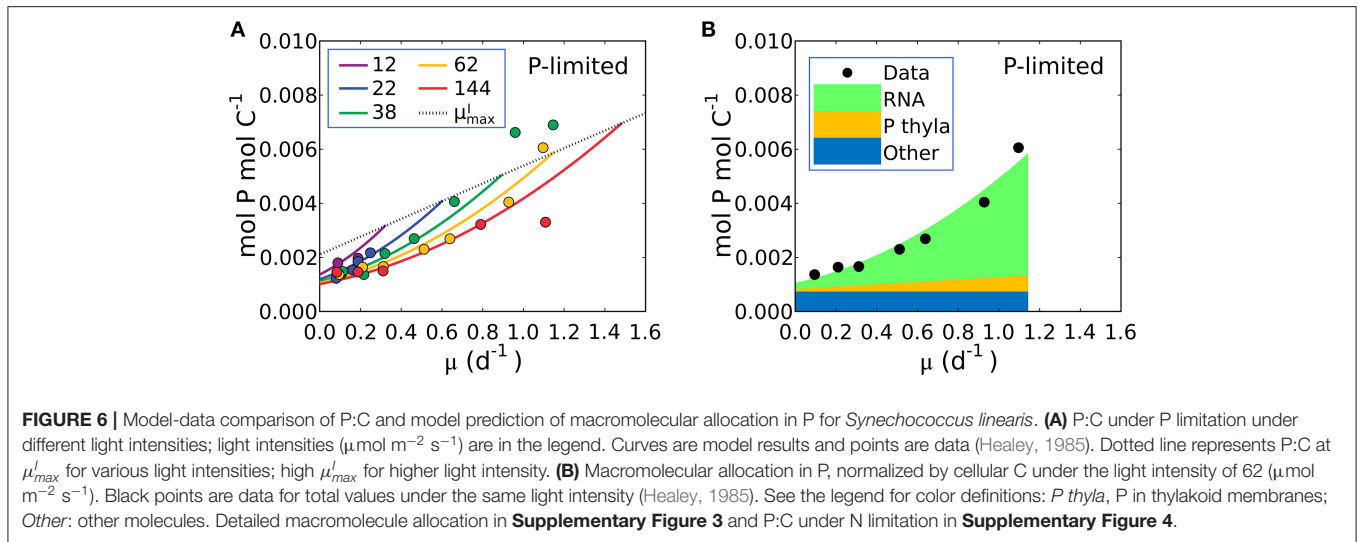 A
0.010
0.008
0.006
0.004
0.002
0.000
mol P mol C⁻¹
12
22
38
62
144
μᴵmax
P-limited
0.0 0.2 0.4 0.6 0.8 1.0 1.2 1.4 1.6
μ (d⁻¹)
B
0.010
0.008
0.006
0.004
0.002
0.000
mol P mol C⁻¹
Data
RNA
P thyla
Other
P-limited
0.0 0.2 0.4 0.6 0.8 1.0 1.2 1.4 1.6
μ (d⁻¹)
FIGURE 6 | Model-data comparison of P:C and model prediction of macromolecular allocation in P for Synechococcus linearis. (A) P:C under P limitation under
different light intensities; light intensities (μmol m⁻² s⁻¹) are in the legend. Curves are model results and points are data (Healey, 1985). Dotted line represents P:C at
μᴵmax for various light intensities; high μᴵmax for higher light intensity. (B) Macromolecular allocation in P, normalized by cellular C under the light intensity of 62 (μmol
m⁻² s⁻¹). Black points are data for total values under the same light intensity (Healey, 1985). See the legend for color definitions: P thyla, P in thylakoid membranes;
Other: other molecules. Detailed macromolecule allocation in Supplementary Figure 3 and P:C under N limitation in Supplementary Figure 4.